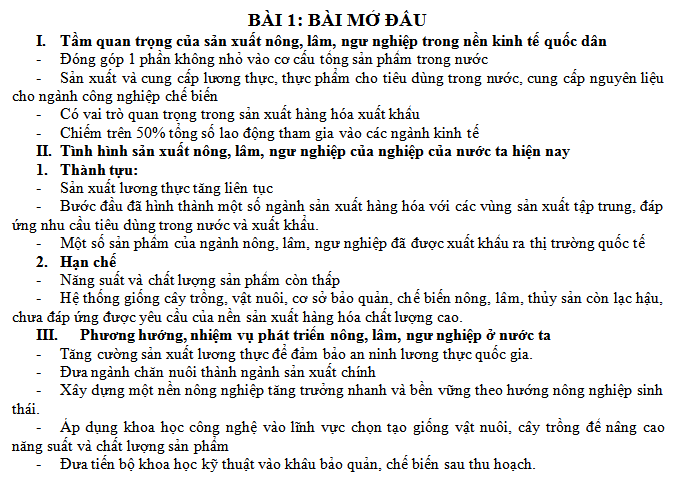 BÀI 1: BÀI MỞ ĐẦU
I. Tầm quan trọng của sản xuất nông, lâm, ngư nghiệp trong nền kinh tế quốc dân
- Đóng góp 1 phần không nhỏ vào cơ cấu tổng sản phẩm trong nước
- Sản xuất và cung cấp lương thực, thực phẩm cho tiêu dùng trong nước, cung cấp nguyên liệu
cho ngành công nghiệp chế biến
- Có vai trò quan trọng trong sản xuất hàng hóa xuất khẩu
- Chiếm trên 50% tổng số lao động tham gia vào các ngành kinh tế
II. Tình hình sản xuất nông, lâm, ngư nghiệp của nghiệp của nước ta hiện nay
1. Thành tựu:
- Sản xuất lương thực tăng liên tục
- Bước đầu đã hình thành một số ngành sản xuất hàng hóa với các vùng sản xuất tập trung, đáp
ứng nhu cầu tiêu dùng trong nước và xuất khẩu.
- Một số sản phẩm của ngành nông, lâm, ngư nghiệp đã được xuất khẩu ra thị trường quốc tế
2. Hạn chế
- Năng suất và chất lượng sản phẩm còn thấp
- Hệ thống giống cây trồng, vật nuôi, cơ sở bảo quản, chế biến nông, lâm, thủy sản còn lạc hậu,
chưa đáp ứng được yêu cầu của nền sản xuất hàng hóa chất lượng cao.
III. Phương hướng, nhiệm vụ phát triển nông, lâm, ngư nghiệp ở nước ta
- Tăng cường sản xuất lương thực để đảm bảo an ninh lương thực quốc gia.
- Đưa ngành chăn nuôi thành ngành sản xuất chính
- Xây dựng một nền nông nghiệp tăng trưởng nhanh và bền vững theo hướng nông nghiệp sinh
thái.
- Áp dụng khoa học công nghệ vào lĩnh vực chọn tạo giống vật nuôi, cây trồng để nâng cao
năng suất và chất lượng sản phẩm
- Đưa tiến bộ khoa học kỹ thuật vào khâu bảo quản, chế biến sau thu hoạch.